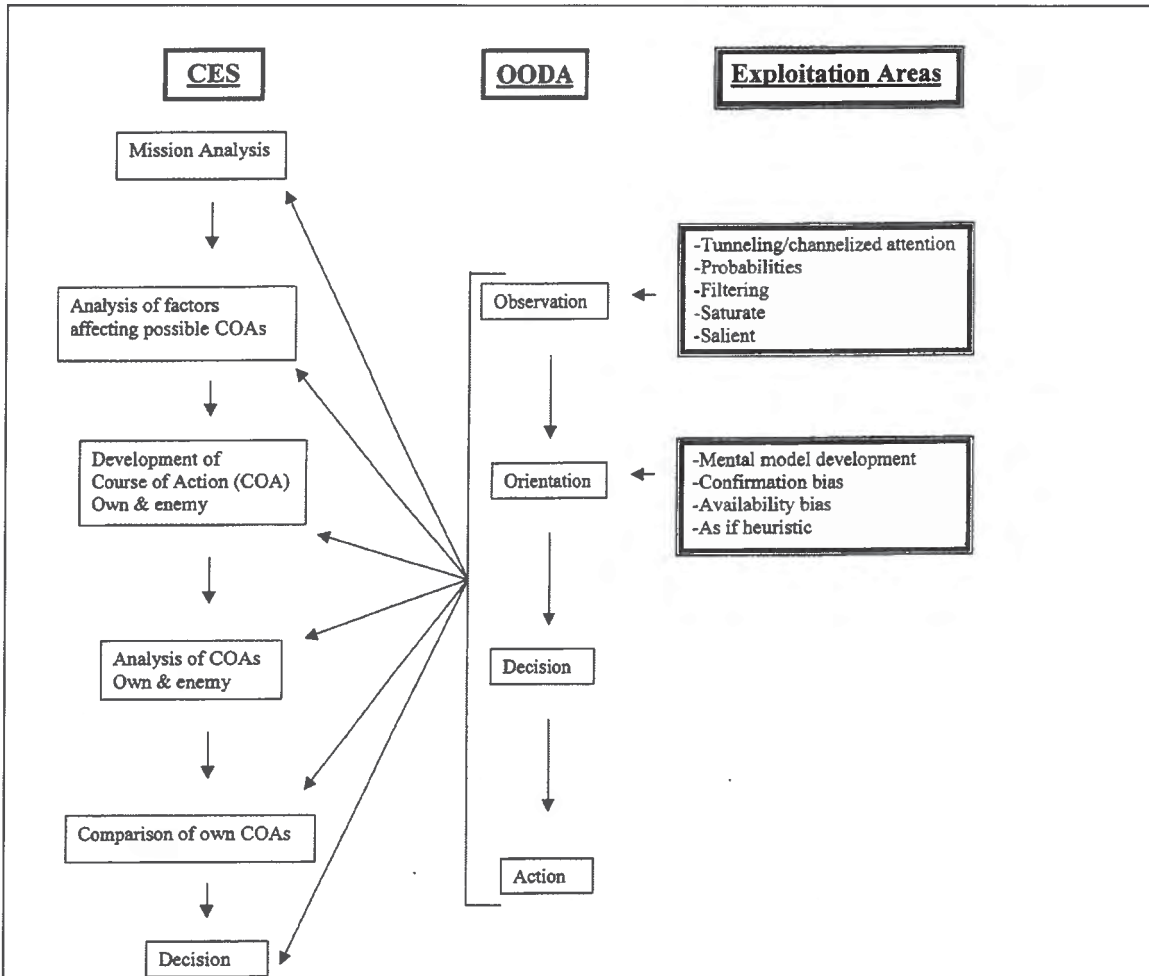 CES
Mission Analysis
Analysis of factors
affecting possible COAs
Development of
Course of Action (COA)
Own & enemy
Analysis of COAs
Own & enemy
Comparison of own COAs
Decision
OODA
Observation
Orientation
Decision
Action
Exploitation Areas
-Tunneling/channelized attention
-Probabilities
-Filtering
-Saturate
-Salient
-Mental model development
-Confirmation bias
-Availability bias
-As if heuristic